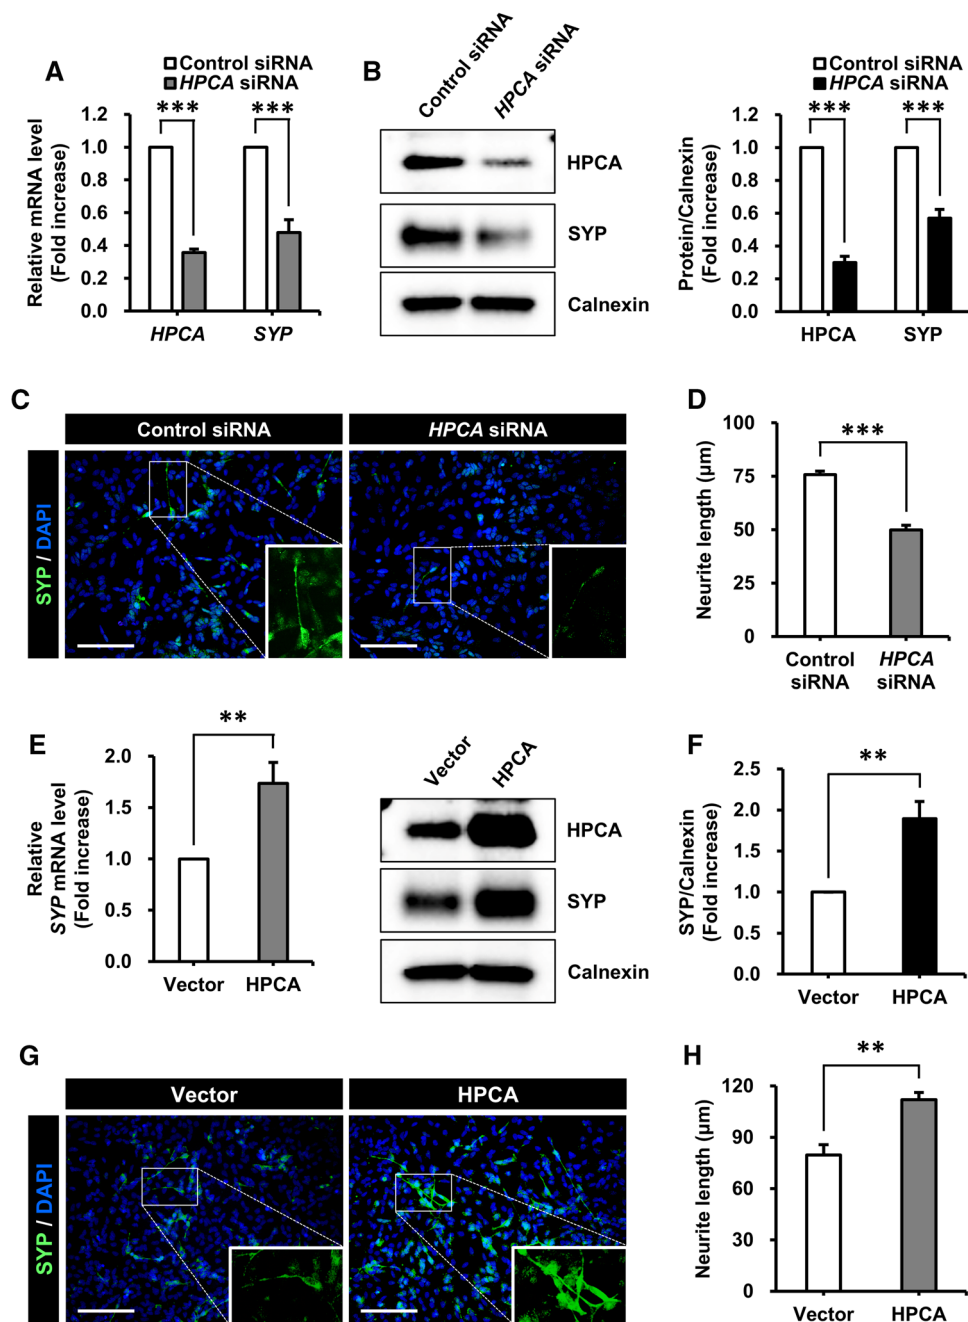 A
Control siRNA
HPCA siRNA
*** ***
Relative mRNA level
(Fold increase)
1.2
1.0
0.8
0.6
0.4
0.2
0.0
HPCA SYP
B
Control siRNA
HPCA siRNA
HPCA
SYP
Calnexin
Control siRNA
HPCA siRNA
*** ***
Protein/Calnexin
(Fold increase)
1.2
1.0
0.8
0.6
0.4
0.2
0.0
HPCA SYP
C
Control siRNA
HPCA siRNA
SYP / DAPI
D
Neurite length (µm)
100
75
50
25
0
***
Control
siRNA
HPCA
siRNA
E
Relative
SYP mRNA level
(Fold increase)
2.0
1.5
1.0
0.5
0.0
**
Vector HPCA
Vector
HPCA
HPCA
SYP
Calnexin
F
SYP/Calnexin
(Fold increase)
2.5
2.0
1.5
1.0
0.5
0.0
**
Vector HPCA
G
Vector
HPCA
SYP / DAPI
H
Neurite length (µm)
120
90
60
30
0
**
Vector HPCA